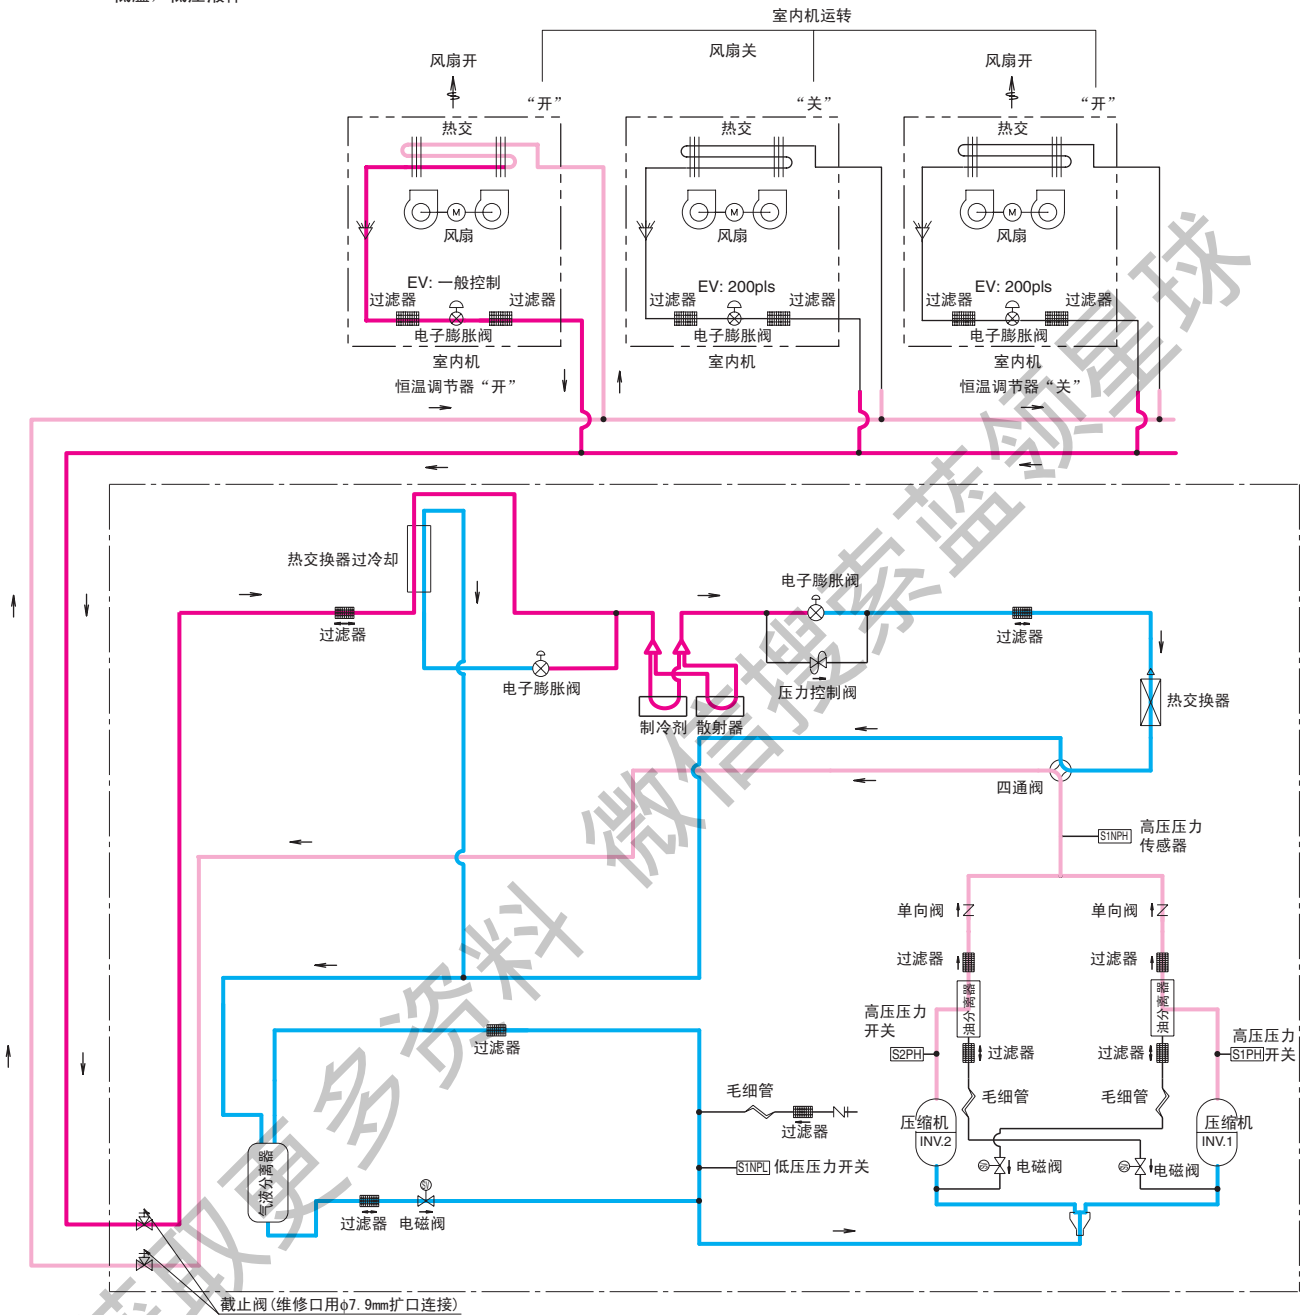 室内机运转
风扇开
风扇关
风扇开
“开”
“关”
“开”
热交
热交
热交
M
M
M
风扇
风扇
风扇
EV: 一般控制
EV: 200pls
EV: 200pls
过滤器
过滤器
过滤器
过滤器
过滤器
过滤器
电子膨胀阀
电子膨胀阀
电子膨胀阀
室内机
室内机
室内机
恒温调节器“开”
恒温调节器“关”
热交换器过冷却
过滤器
电子膨胀阀
电子膨胀阀
过滤器
压力控制阀
热交换器
制冷剂
散射器
四通阀
S1NPH
高压压力
传感器
单向阀
单向阀
过滤器
过滤器
油分离器
油分离器
高压压力
开关
S2PH
高压压力
S1PH
开关
过滤器
过滤器
过滤器
毛细管
毛细管
毛细管
过滤器
压缩机
INV.2
压缩机
INV.1
S1NPL
低压压力开关
电磁阀
电磁阀
气液分离器
SV
过滤器
电磁阀
截止阀(维修口用φ7.9mm扩口连接)
获取更多资料 微信搜索蓝领星球